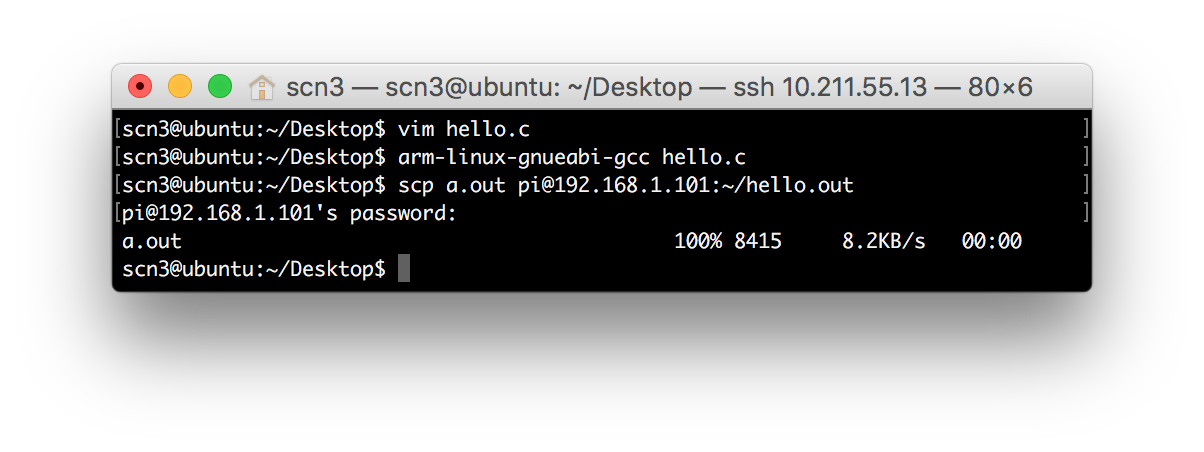 scn3 — scn3@ubuntu: ~/Desktop — ssh 10.211.55.13 — 80×6
[scn3@ubuntu:~/Desktop$ vim hello.c ]
[scn3@ubuntu:~/Desktop$ arm-linux-gnueabi-gcc hello.c ]
[scn3@ubuntu:~/Desktop$ scp a.out pi@192.168.1.101:~/hello.out ]
[pi@192.168.1.101's password: ]
a.out 100% 8415 8.2KB/s 00:00
scn3@ubuntu:~/Desktop$